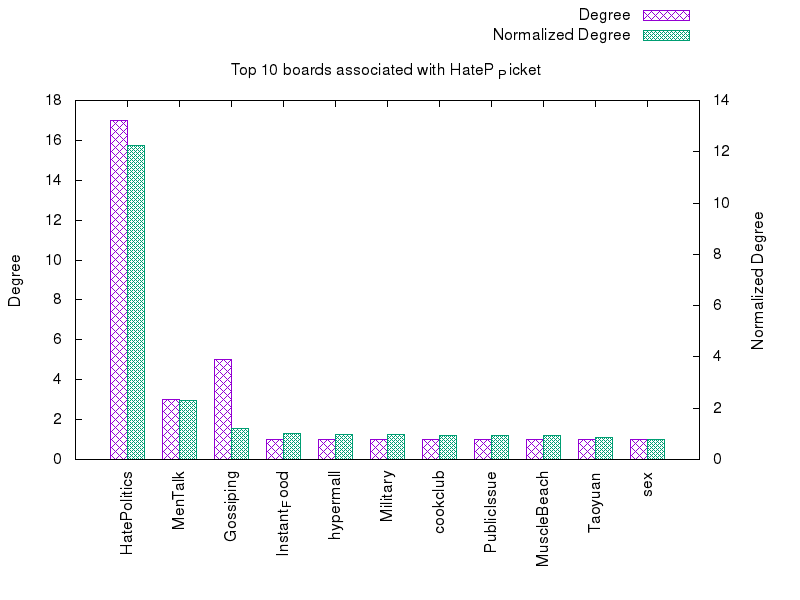 Degree
Normalized Degree
Top 10 boards associated with HateP P icket
18
16
14
12
10
8
6
4
2
0
14
12
10
8
6
4
2
0
Degree
Normalized Degree
HatePolitics
MenTalk
Gossiping
InstantFood
hypermall
Military
cookclub
PublicIssue
MuscleBeach
Taoyuan
sex